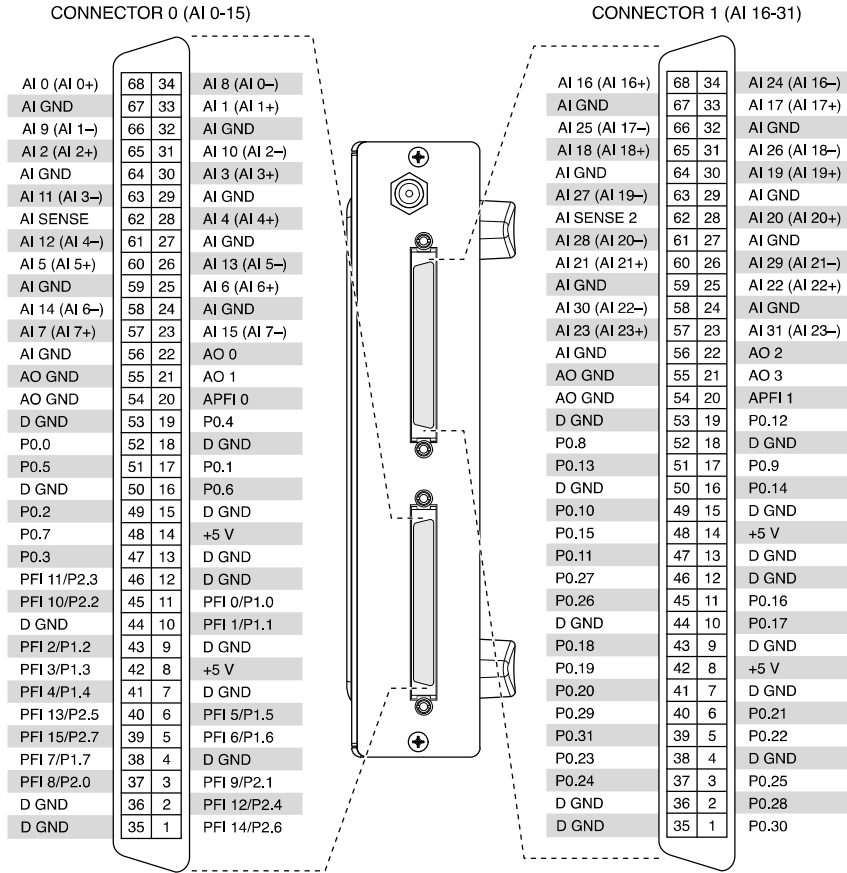 CONNECTOR 0 (AI 0-15)
AI 0 (AI 0+) 68 34 AI 8 (AI 0–)
AI GND 67 33 AI 1 (AI 1+)
AI 9 (AI 1–) 66 32 AI GND
AI 2 (AI 2+) 65 31 AI 10 (AI 2–)
AI GND 64 30 AI 3 (AI 3+)
AI 11 (AI 3–) 63 29 AI GND
AI SENSE 62 28 AI 4 (AI 4+)
AI 12 (AI 4–) 61 27 AI GND
AI 5 (AI 5+) 60 26 AI 13 (AI 5–)
AI GND 59 25 AI 6 (AI 6+)
AI 14 (AI 6–) 58 24 AI GND
AI 7 (AI 7+) 57 23 AI 15 (AI 7–)
AI GND 56 22 AO 0
AO GND 55 21 AO 1
AO GND 54 20 APFI 0
D GND 53 19 P0.4
P0.0 52 18 D GND
P0.5 51 17 P0.1
D GND 50 16 P0.6
P0.2 49 15 D GND
P0.7 48 14 +5 V
P0.3 47 13 D GND
PFI 11/P2.3 46 12 D GND
PFI 10/P2.2 45 11 PFI 0/P1.0
D GND 44 10 PFI 1/P1.1
PFI 2/P1.2 43 9 D GND
PFI 3/P1.3 42 8 +5 V
PFI 4/P1.4 41 7 D GND
PFI 13/P2.5 40 6 PFI 5/P1.5
PFI 15/P2.7 39 5 PFI 6/P1.6
PFI 7/P1.7 38 4 D GND
PFI 8/P2.0 37 3 PFI 9/P2.1
D GND 36 2 PFI 12/P2.4
D GND 35 1 PFI 14/P2.6
CONNECTOR 1 (AI 16-31)
AI 16 (AI 16+) 68 34 AI 24 (AI 16–)
AI GND 67 33 AI 17 (AI 17+)
AI 25 (AI 17–) 66 32 AI GND
AI 18 (AI 18+) 65 31 AI 26 (AI 18–)
AI GND 64 30 AI 19 (AI 19+)
AI 27 (AI 19–) 63 29 AI GND
AI SENSE 2 62 28 AI 20 (AI 20+)
AI 28 (AI 20–) 61 27 AI GND
AI 21 (AI 21+) 60 26 AI 29 (AI 21–)
AI GND 59 25 AI 22 (AI 22+)
AI 30 (AI 22–) 58 24 AI GND
AI 23 (AI 23+) 57 23 AI 31 (AI 23–)
AI GND 56 22 AO 2
AO GND 55 21 AO 3
AO GND 54 20 APFI 1
D GND 53 19 P0.12
P0.8 52 18 D GND
P0.13 51 17 P0.9
D GND 50 16 P0.14
P0.10 49 15 D GND
P0.15 48 14 +5 V
P0.11 47 13 D GND
P0.27 46 12 D GND
P0.26 45 11 P0.16
D GND 44 10 P0.17
P0.18 43 9 D GND
P0.19 42 8 +5 V
P0.20 41 7 D GND
P0.29 40 6 P0.21
P0.31 39 5 P0.22
P0.23 38 4 D GND
P0.24 37 3 P0.25
D GND 36 2 P0.28
D GND 35 1 P0.30